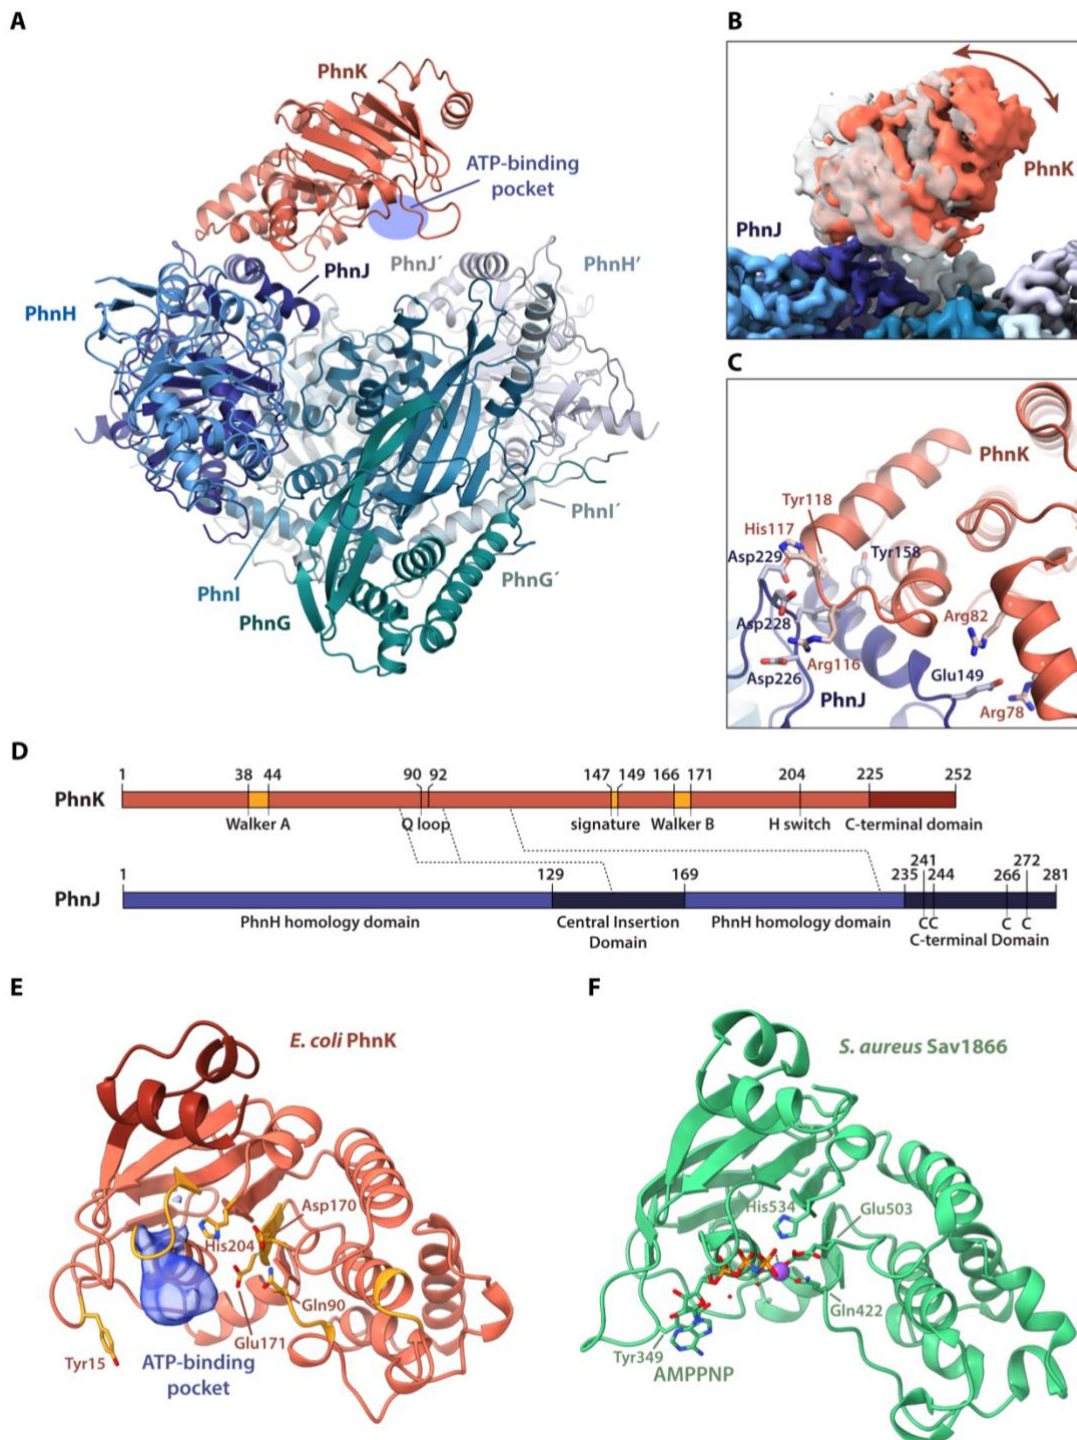 A
PhnK
ATP-binding
pocket
PhnJ
PhnJ´
PhnH'
PhnH
PhnI´
PhnG´
PhnI
PhnG
B
PhnK
PhnJ
C
PhnK
Tyr118
His117
Asp229
Tyr158
Asp228
Arg82
Arg116
Asp226
Glu149
PhnJ
Arg78
D
1 38 44 90 92 147 149 166 171 204 225 252
PhnK
Walker A Q loop signature Walker B H switch C-terminal domain
1 129 169 235 241 244 266 272 281
PhnJ
PhnH homology domain Central Insertion Domain PhnH homology domain CC C C C-terminal Domain
E
E. coli PhnK
Asp170
His204
Gln90
Glu171
Tyr15
ATP-binding
pocket
F
S. aureus Sav1866
His534
Glu503
Gln422
Tyr349
AMPPNP